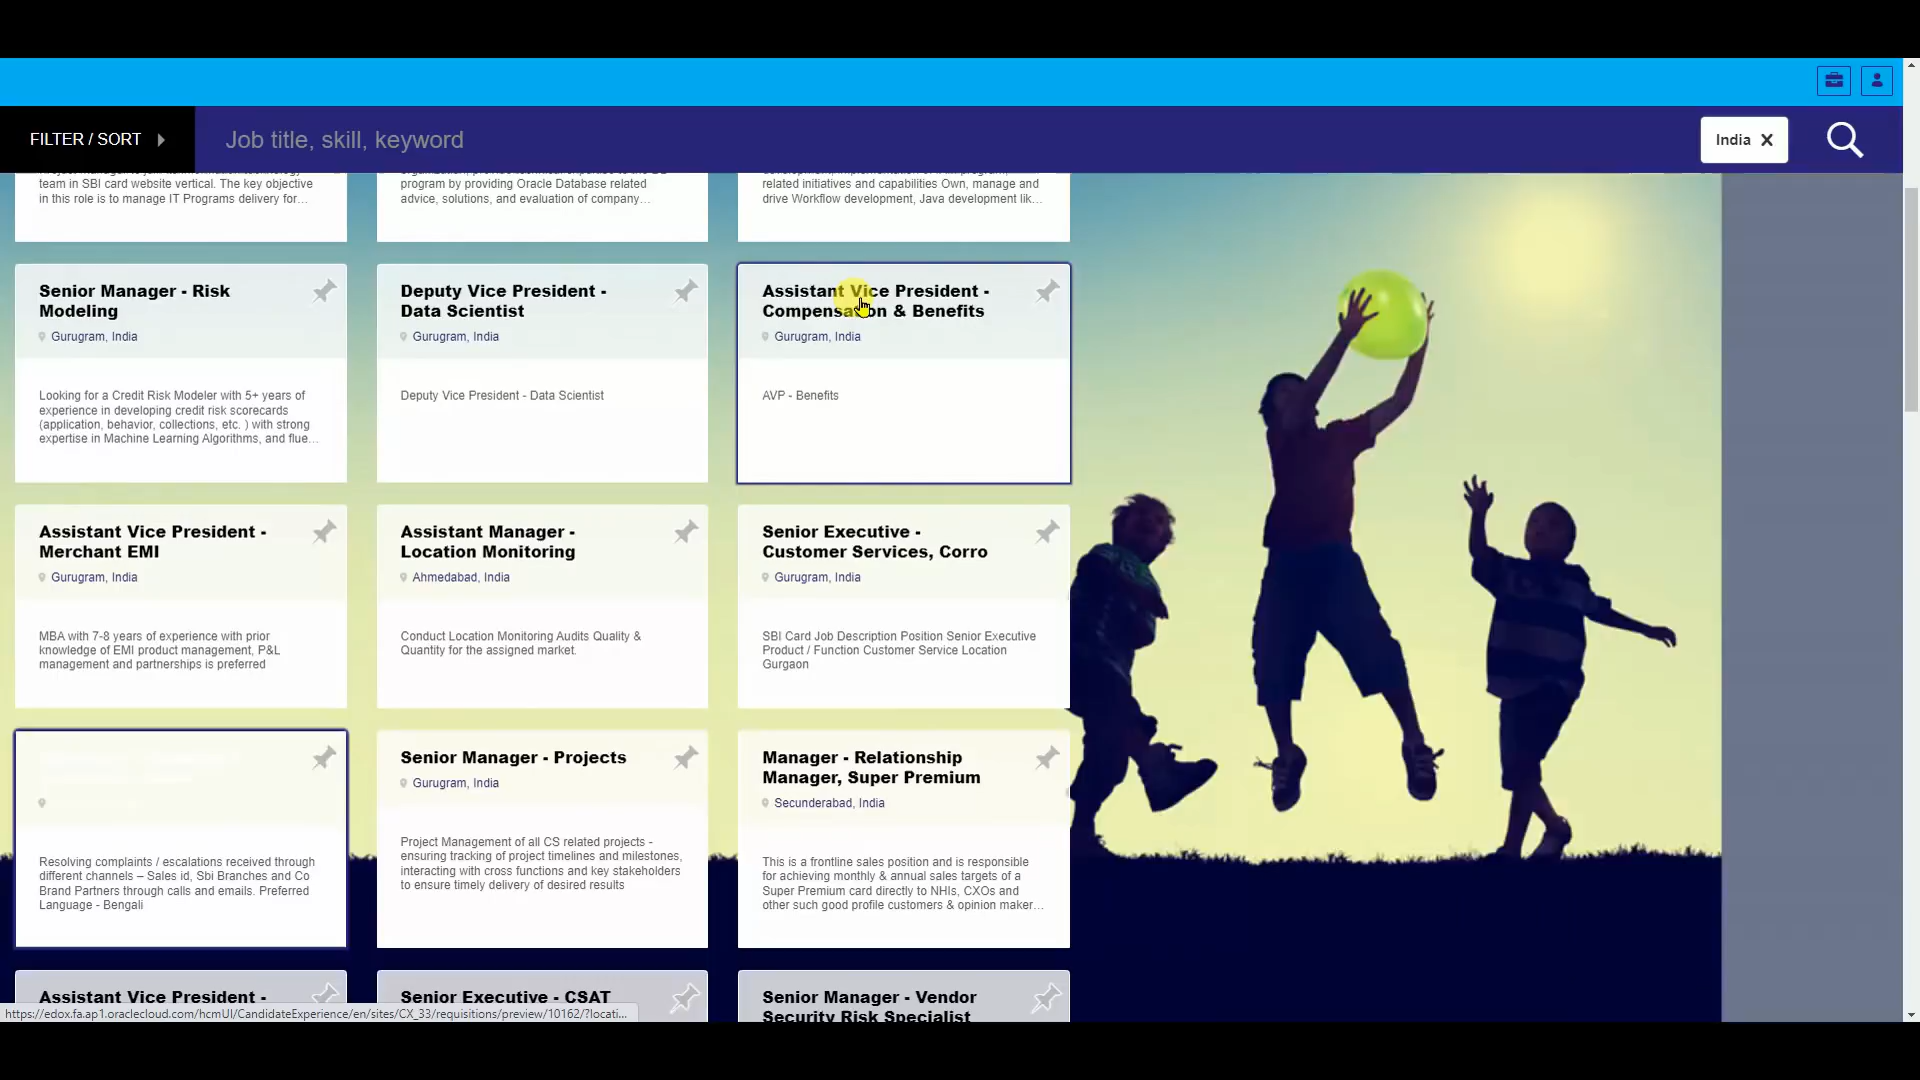 FILTER / SORT
Job title, skill, keyword
India
team in SBI card website vertical. The key objective
in this role is to manage IT Programs delivery for...
program by providing Oracle Database related
advice, solutions, and evaluation of company...
related initiatives and capabilities Own, manage and
drive Workflow development, Java development lik...
Senior Manager - Risk
Modeling
Gurugram, India
Looking for a Credit Risk Modeler with 5+ years of
experience in developing credit risk scorecards
(application, behavior, collections, etc. ) with strong
expertise in Machine Learning Algorithms, and flue...
Deputy Vice President -
Data Scientist
Gurugram, India
Deputy Vice President - Data Scientist
Assistant Vice President -
Compensation & Benefits
Gurugram, India
AVP - Benefits
Assistant Vice President -
Merchant EMI
Gurugram, India
MBA with 7-8 years of experience with prior
knowledge of EMI product management, P&L
management and partnerships is preferred
Assistant Manager -
Location Monitoring
Ahmedabad, India
Conduct Location Monitoring Audits Quality &
Quantity for the assigned market.
Senior Executive -
Customer Services, Corro
Gurugram, India
SBI Card Job Description Position Senior Executive
Product / Function Customer Service Location
Gurgaon
Resolving complaints / escalations received through
different channels – Sales id, Sbi Branches and Co
Brand Partners through calls and emails. Preferred
Language - Bengali
Senior Manager - Projects
Gurugram, India
Project Management of all CS related projects -
ensuring tracking of project timelines and milestones,
interacting with cross functions and key stakeholders
to ensure timely delivery of desired results
Manager - Relationship
Manager, Super Premium
Secunderabad, India
This is a frontline sales position and is responsible
for achieving monthly & annual sales targets of a
Super Premium card directly to NHIs, CXOs and
other such good profile customers & opinion maker...
Assistant Vice President -
Senior Executive - CSAT
Senior Manager - Vendor
Security Risk Specialist
https://edox.fa.ap1.oraclecloud.com/hcmUI/CandidateExperience/en/sites/CX_33/requisitions/preview/10162/?locati...